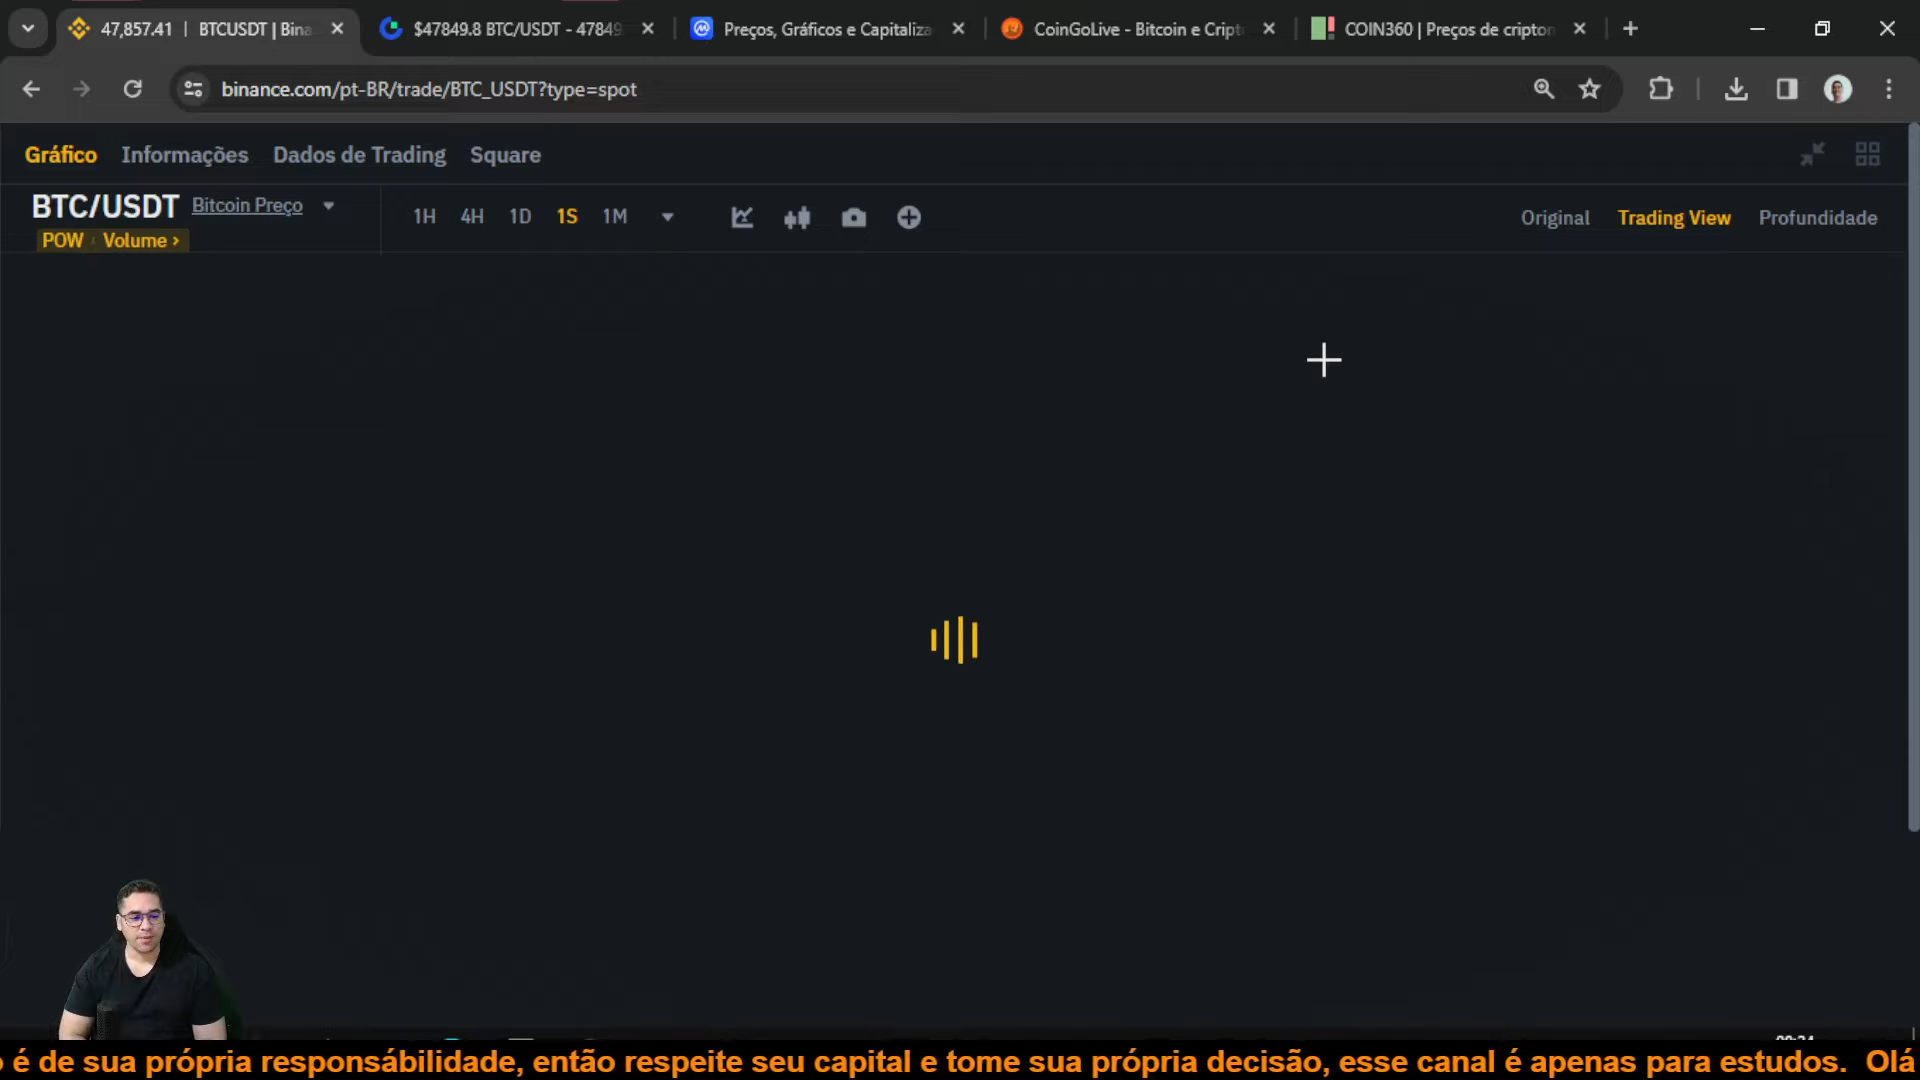 47,857.41 | BTCUSDT | Bina
$47849.8 BTC/USDT - 47849
Preços, Gráficos e Capitaliza
CoinGoLive - Bitcoin e Cript
COIN360 | Preços de cripton
binance.com/pt-BR/trade/BTC_USDT?type=spot
Gráfico Informações Dados de Trading Square
BTC/USDT Bitcoin Preço
1H 4H 1D 1S 1M
Original Trading View Profundidade
POW Volume >
o é de sua própria responsábilidade, então respeite seu capital e tome sua própria decisão, esse canal é apenas para estudos. Olá